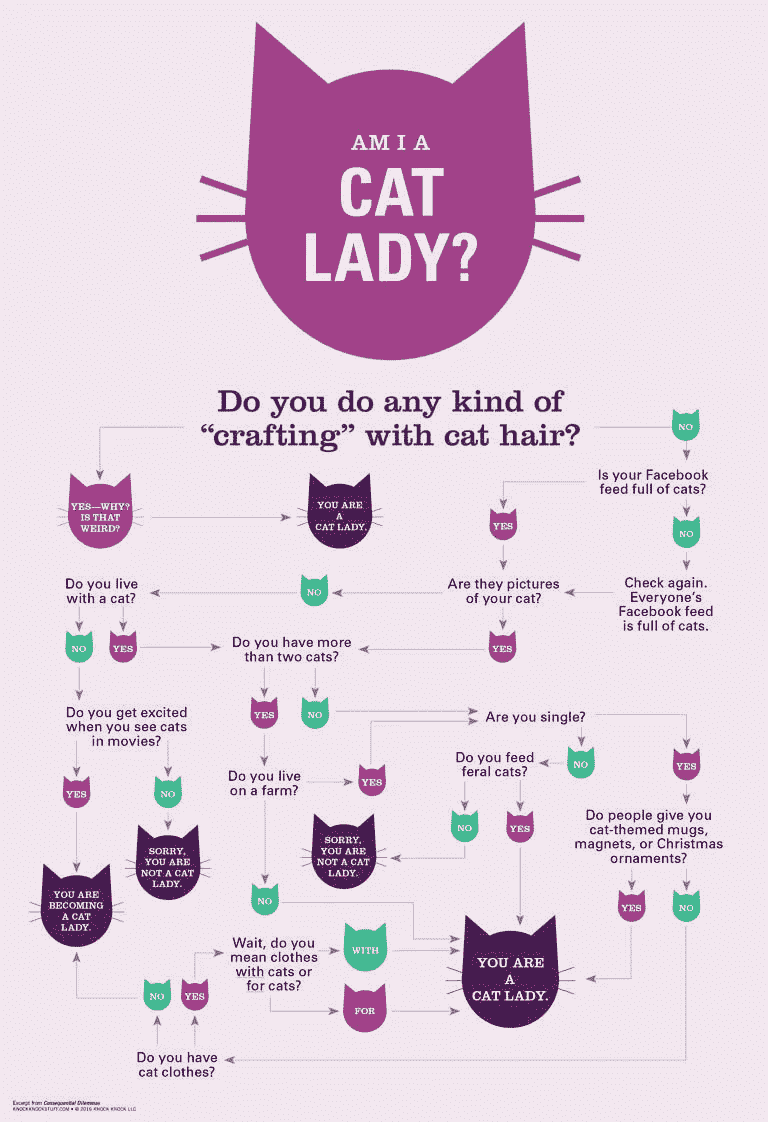 AM I A
CAT
LADY?
Do you do any kind of
“crafting” with cat hair?
NO
YES—WHY?
IS THAT
WEIRD?
YOU ARE
A
CAT LADY.
Is your Facebook
feed full of cats?
YES
NO
Do you live
with a cat?
NO
Are they pictures
of your cat?
Check again.
Everyone's
Facebook feed
is full of cats.
NO
YES
Do you have more
than two cats?
YES
Do you get excited
when you see cats
in movies?
YES
NO
Are you single?
Do you live
on a farm?
YES
Do you feed
feral cats?
NO
YES
YES
NO
NO
YES
Do people give you
cat-themed mugs,
magnets, or Christmas
ornaments?
SORRY,
YOU ARE
NOT A CAT
LADY.
SORRY,
YOU ARE
NOT A CAT
LADY.
YOU ARE
BECOMING
A CAT
LADY.
NO
YES
NO
Wait, do you
mean clothes
with cats or
for cats?
WITH
FOR
YOU ARE
A
CAT LADY.
NO
YES
Do you have
cat clothes?
Excerpt from Consequential Dilemmas
KNOCKKNOCKSTUFF.COM • © 2016 KNOCK KNOCK LLC